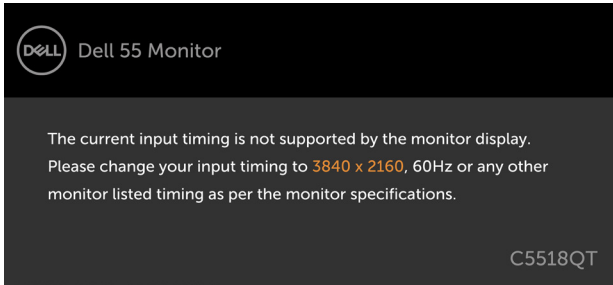 DELL
Dell 55 Monitor
The current input timing is not supported by the monitor display.
Please change your input timing to 3840 x 2160, 60Hz or any other
monitor listed timing as per the monitor specifications.
C5518QT